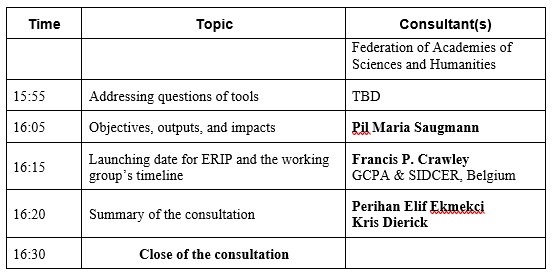 Time Topic Consultant(s)
Federation of Academies of
Sciences and Humanities
15:55 Addressing questions of tools TBD
16:05 Objectives, outputs, and impacts Pil Maria Saugmann
16:15 Launching date for ERIP and the working group's timeline Francis P. Crawley
GCPA & SIDCER, Belgium
16:20 Summary of the consultation Perihan Elif Ekmekci
Kris Dierick
16:30 Close of the consultation